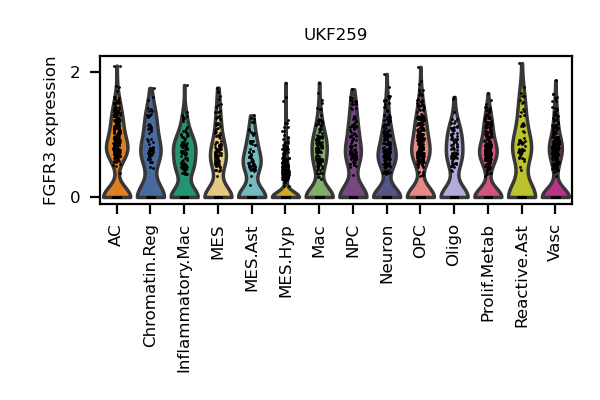 UKF259
FGFR3 expression
2
0
AC
Chromatin.Reg
Inflammatory.Mac
MES
MES.Ast
MES.Hyp
Mac
NPC
Neuron
OPC
Oligo
Prolif.Metab
Reactive.Ast
Vasc